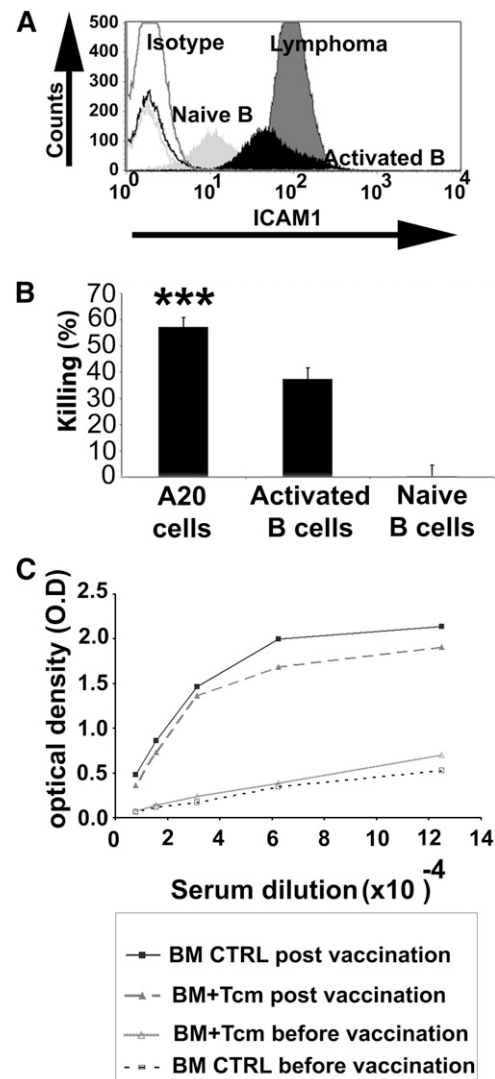 A
500
400
300
200
100
0
Counts
Isotype
Lymphoma
Naive B
Activated B
10^0
10^1
10^2
10^3
10^4
ICAM1
B
70
60
50
40
30
20
10
0
Killing (%)
***
A20 cells
Activated B cells
Naive B cells
C
2.5
2.0
1.5
1.0
0.5
0.0
optical density (O.D)
0 2 4 6 8 10 12 14
Serum dilution (x10)^-4
BM CTRL post vaccination
BM+Tcm post vaccination
BM+Tcm before vaccination
BM CTRL before vaccination